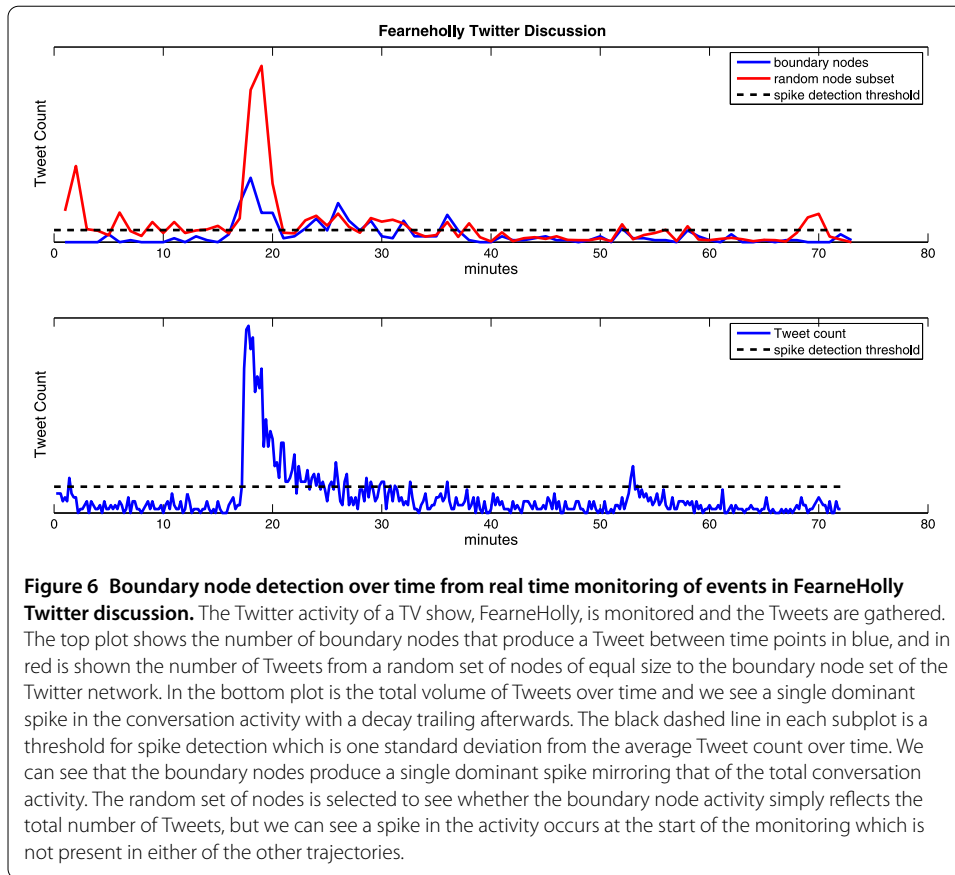 Fearneholly Twitter Discussion
boundary nodes
random node subset
spike detection threshold
Tweet Count
0 10 20 30 40 50 60 70 80
minutes
Tweet count
spike detection threshold
Tweet Count
0 10 20 30 40 50 60 70 80
minutes
Figure 6 Boundary node detection over time from real time monitoring of events in FearneHolly
Twitter discussion. The Twitter activity of a TV show, FearneHolly, is monitored and the Tweets are gathered.
The top plot shows the number of boundary nodes that produce a Tweet between time points in blue, and in
red is shown the number of Tweets from a random set of nodes of equal size to the boundary node set of the
Twitter network. In the bottom plot is the total volume of Tweets over time and we see a single dominant
spike in the conversation activity with a decay trailing afterwards. The black dashed line in each subplot is a
threshold for spike detection which is one standard deviation from the average Tweet count over time. We
can see that the boundary nodes produce a single dominant spike mirroring that of the total conversation
activity. The random set of nodes is selected to see whether the boundary node activity simply reflects the
total number of Tweets, but we can see a spike in the activity occurs at the start of the monitoring which is
not present in either of the other trajectories.